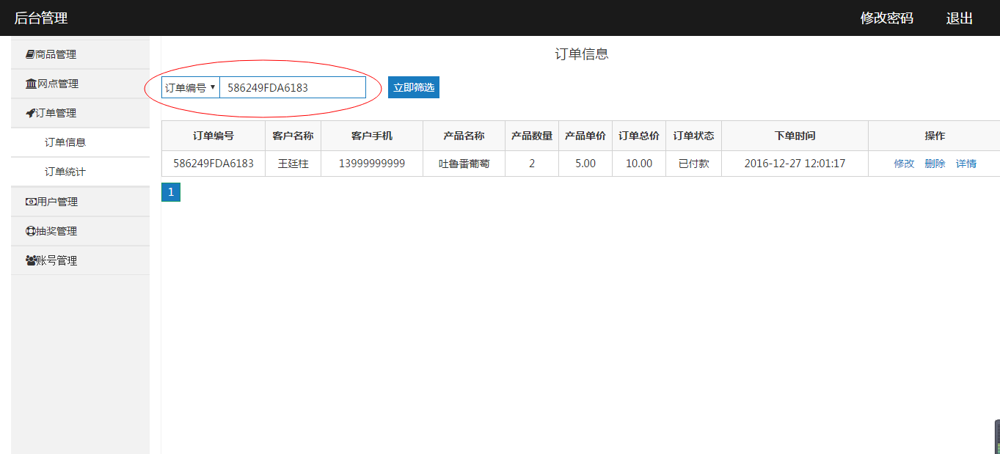 后台管理 修改密码 退出
商品管理
网点管理
订单管理
订单信息
订单统计
用户管理
抽奖管理
账号管理
订单信息
订单编号 586249FDA6183 立即筛选
订单编号 客户名称 客户手机 产品名称 产品数量 产品单价 订单总价 订单状态 下单时间 操作
586249FDA6183 王廷柱 13999999999 吐鲁番葡萄 2 5.00 10.00 已付款 2016-12-27 12:01:17 修改 删除 详情
1